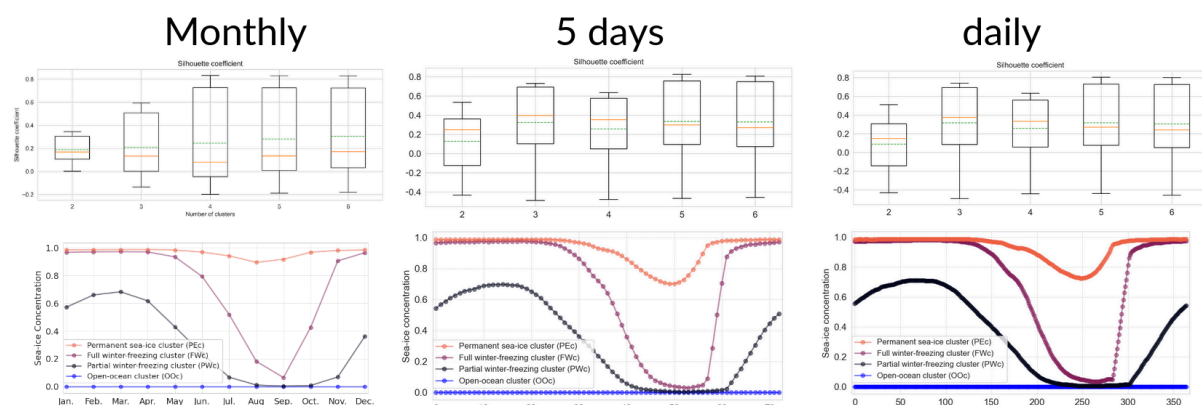 Monthly
5 days
daily
Silhouette coefficient
Silhouette coefficient
Silhouette coefficient
Silhouette coefficient
0.8
0.6
0.4
0.2
0.0
−0.2
2 3 4 5 6
Number of clusters
0.8
0.6
0.4
0.2
0.0
−0.2
−0.4
2 3 4 5 6
0.8
0.6
0.4
0.2
0.0
−0.2
−0.4
2 3 4 5 6
Sea-ice Concentration
1.0
0.8
0.6
0.4
0.2
0.0
Permanent sea-ice cluster (PEc)
Full winter-freezing cluster (FWc)
Partial winter-freezing cluster (PWc)
Open-ocean cluster (OOc)
Jan. Feb. Mar. Apr. May Jun. Jul. Aug Sep. Oct. Nov. Dec.
Sea-ice concentration
1.0
0.8
0.6
0.4
0.2
0.0
Permanent sea-ice cluster (PEc)
Full winter-freezing cluster (FWc)
Partial winter-freezing cluster (PWc)
Open-ocean cluster (OOc)
Sea-ice concentration
1.0
0.8
0.6
0.4
0.2
0.0
Permanent sea-ice cluster (PEc)
Full winter-freezing cluster (FWc)
Partial winter-freezing cluster (PWc)
Open-ocean cluster (OOc)
0 50 100 150 200 250 300 350